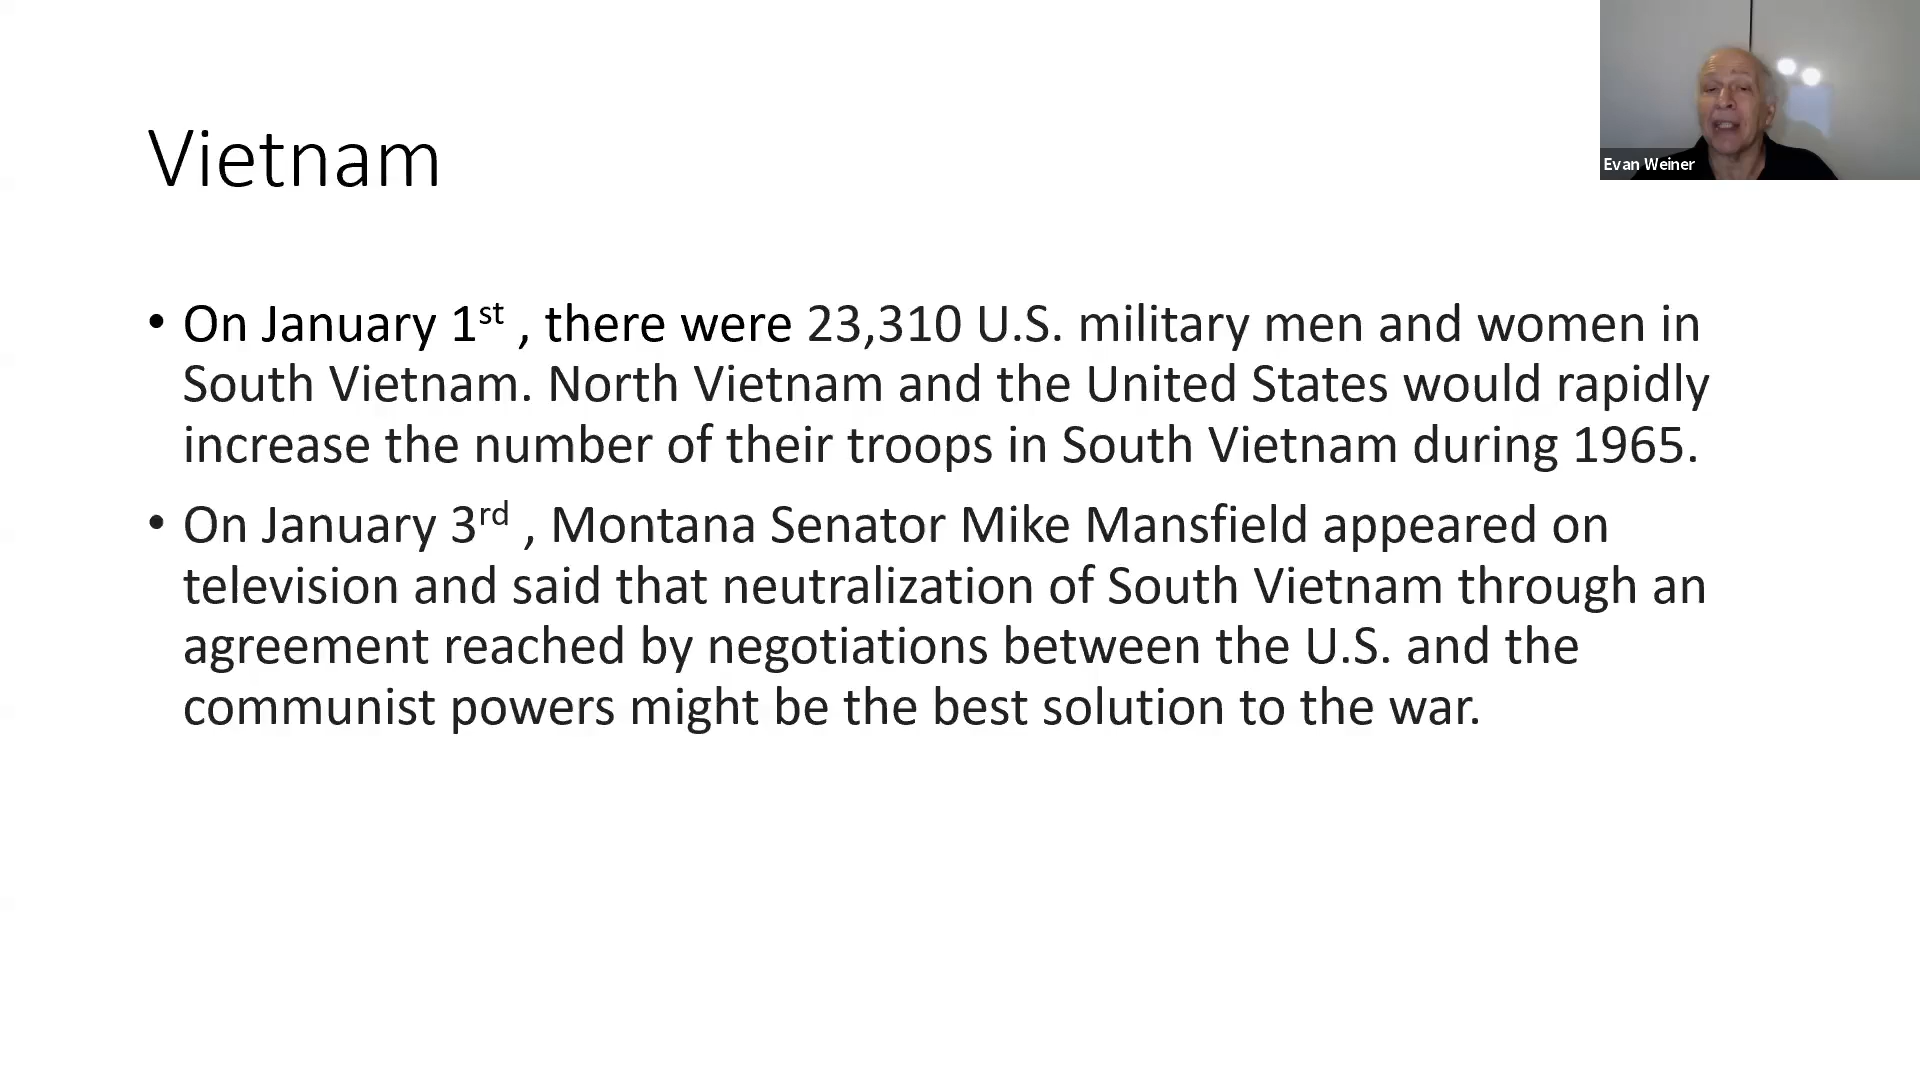 Vietnam
• On January 1st , there were 23,310 U.S. military men and women in
South Vietnam. North Vietnam and the United States would rapidly
increase the number of their troops in South Vietnam during 1965.
• On January 3rd , Montana Senator Mike Mansfield appeared on
television and said that neutralization of South Vietnam through an
agreement reached by negotiations between the U.S. and the
communist powers might be the best solution to the war.
Evan Weiner